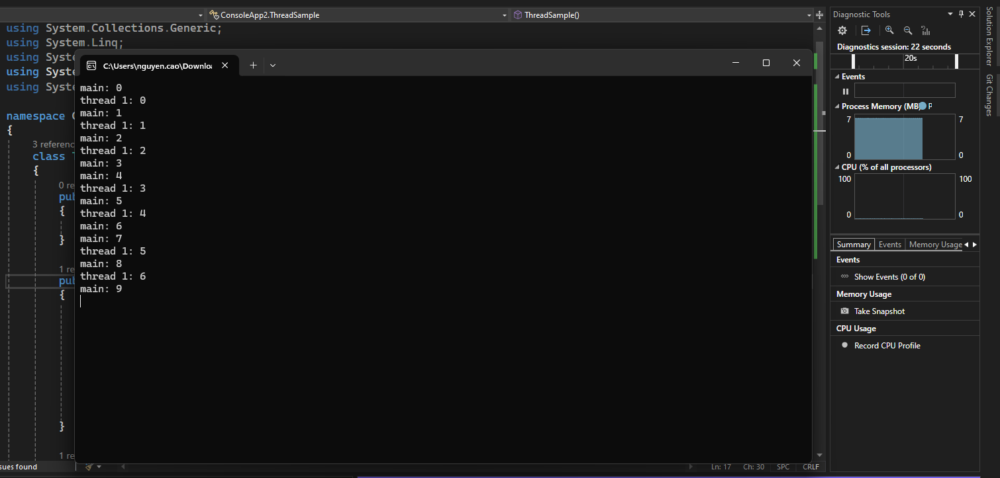 ConsoleApp2.ThreadSample
ThreadSample()
using System.Collections.Generic;
using System.Linq;
using Syste
using Syste
using Syste
namespace
{
3 referenc
class
{
0 re
pub
{
}
1 re
pub
{
}
1 re
sues found
C:\Users\nguyen.cao\Downloa
main: 0
thread 1: 0
main: 1
thread 1: 1
main: 2
thread 1: 2
main: 3
main: 4
thread 1: 3
main: 5
thread 1: 4
main: 6
main: 7
thread 1: 5
main: 8
thread 1: 6
main: 9
Ln: 17 Ch: 30 SPC CRLF
Diagnostic Tools
Diagnostics session: 22 seconds
20s
Events
Process Memory (MB) P
7 7
0 0
CPU (% of all processors)
100 100
0 0
Summary Events Memory Usage
Events
Show Events (0 of 0)
Memory Usage
Take Snapshot
CPU Usage
Record CPU Profile
Solution Explorer
Git Changes